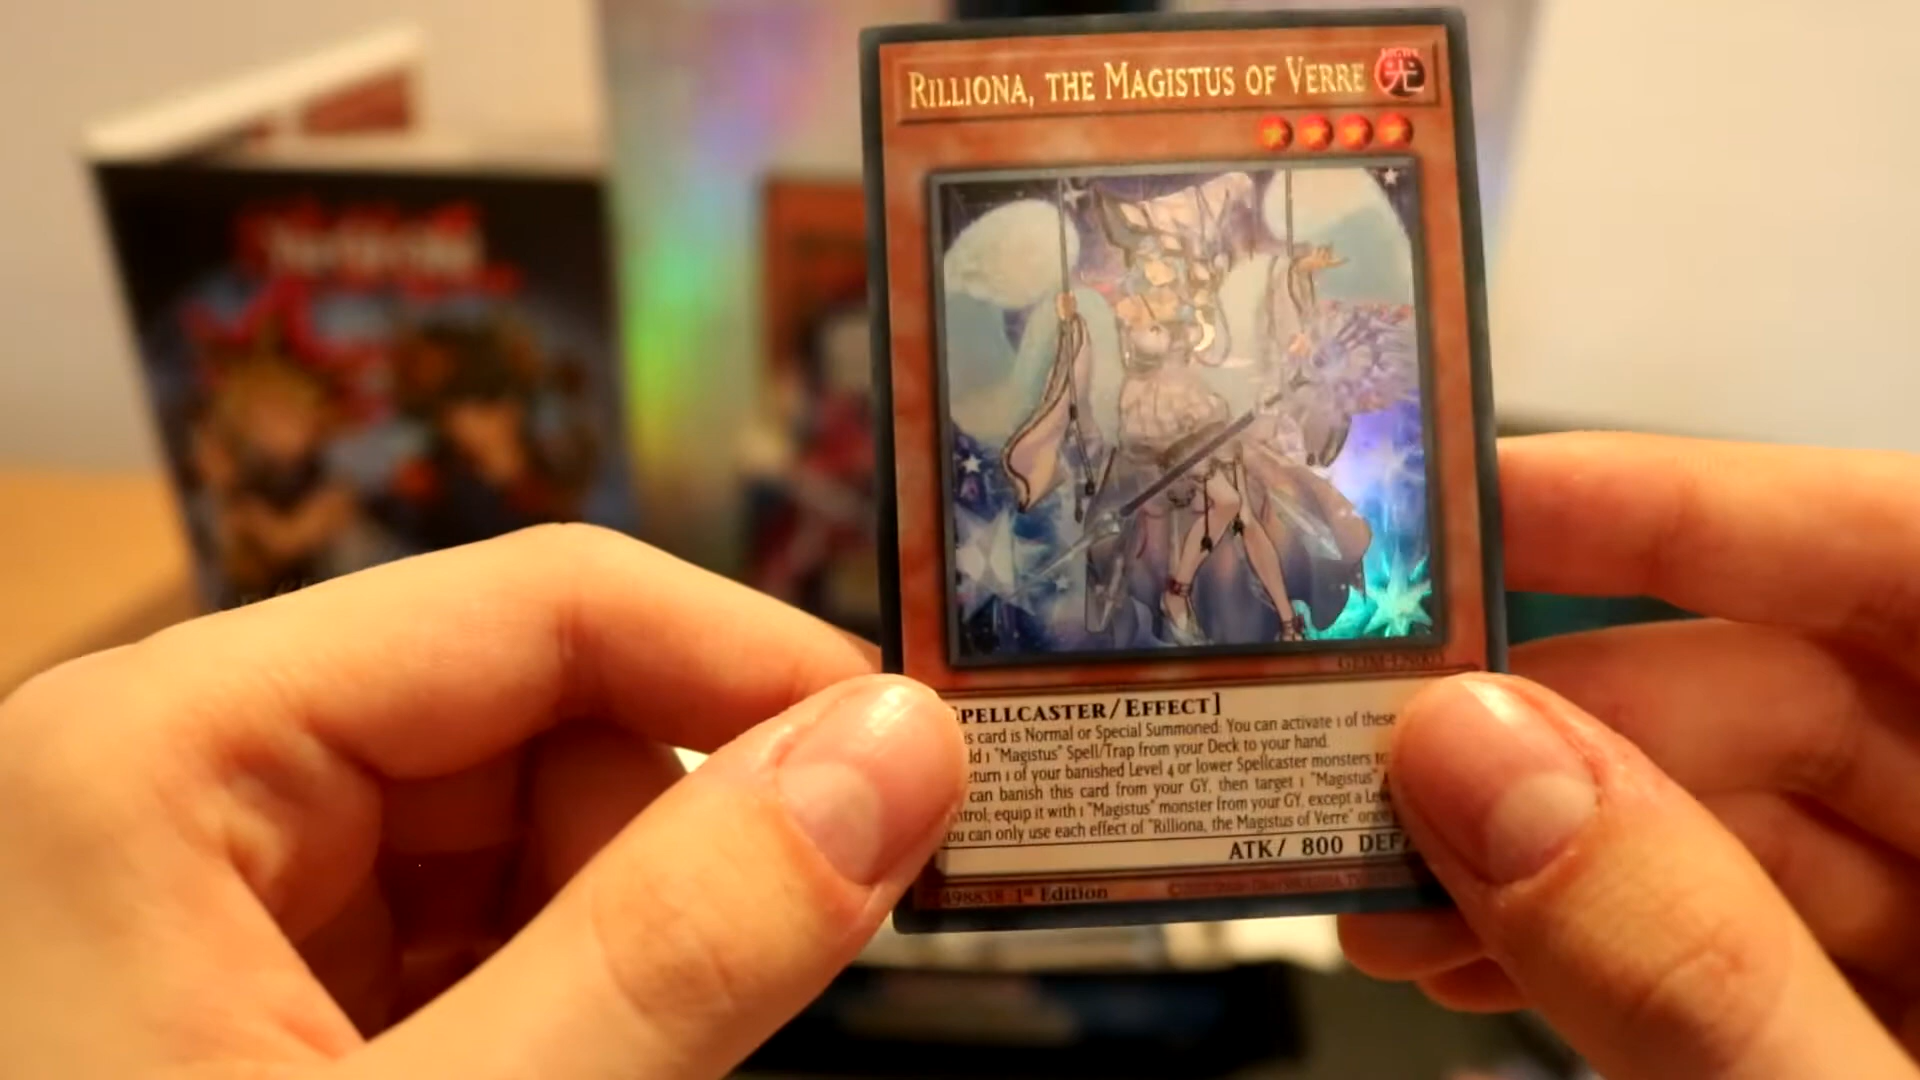 RILLIONA, THE MAGISTUS OF VERRE
光
PELLCASTER/EFFECT]
is card is Normal or Special Summoned: You can activate 1 of these
dd 1 "Magistus" Spell/Trap from your Deck to your hand.
eturn 1 of your banished Level 4 or lower Spellcaster monsters to
can banish this card from your GY, then target 1 "Magistus"
ntrol; equip it with 1 "Magistus" monster from your GY, except a Le
ou can only use each effect of "Rilliona, the Magistus of Verre" once
ATK/ 800 DEF/
498838 1st Edition